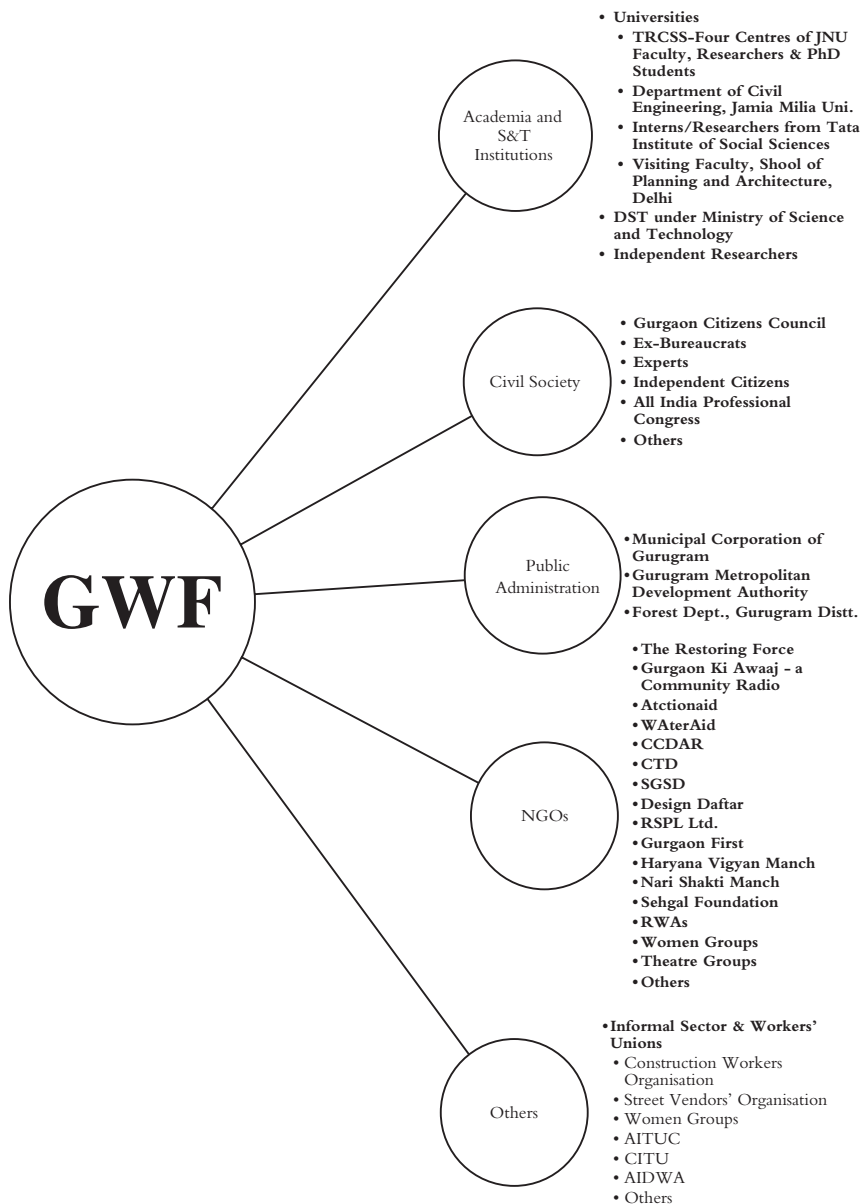 GWF
Academia and
S&T
Institutions
• Universities
• TRCSS-Four Centres of JNU
Faculty, Researchers & PhD
Students
• Department of Civil
Engineering, Jamia Milia Uni.
• Interns/Researchers from Tata
Institute of Social Sciences
• Visiting Faculty, Shool of
Planning and Architecture,
Delhi
• DST under Ministry of Science
and Technology
• Independent Researchers
Civil Society
• Gurgaon Citizens Council
• Ex-Bureaucrats
• Experts
• Independent Citizens
• All India Professional
Congress
• Others
Public
Administration
• Municipal Corporation of
Gurugram
• Gurugram Metropolitan
Development Authority
• Forest Dept., Gurugram Distt.
NGOs
• The Restoring Force
• Gurgaon Ki Awaaj - a
Community Radio
• Atctionaid
• WAterAid
• CCDAR
• CTD
• SGSD
• Design Daftar
• RSPL Ltd.
• Gurgaon First
• Haryana Vigyan Manch
• Nari Shakti Manch
• Sehgal Foundation
• RWAs
• Women Groups
• Theatre Groups
• Others
Others
• Informal Sector & Workers’
Unions
• Construction Workers
Organisation
• Street Vendors’ Organisation
• Women Groups
• AITUC
• CITU
• AIDWA
• Others